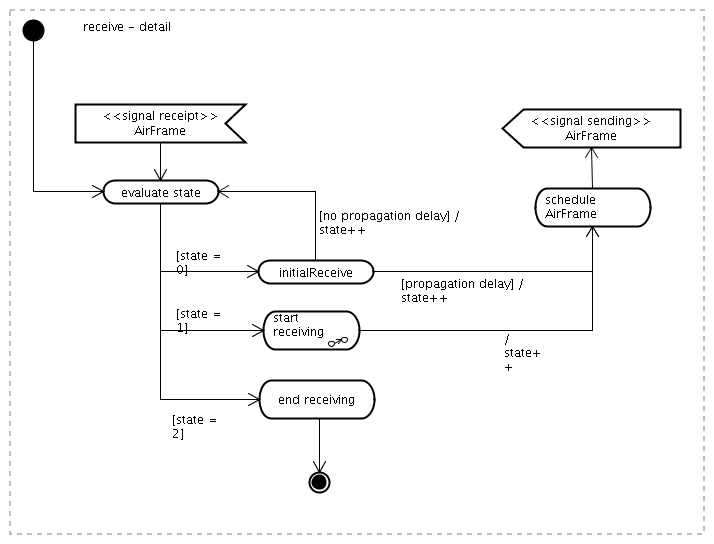 receive - detail
<<signal receipt>>
AirFrame
<<signal sending>>
AirFrame
evaluate state
schedule
AirFrame
[no propagation delay] /
state++
[state =
0]
initialReceive
[propagation delay] /
state++
[state =
1]
start
receiving
/
state+
+
[state =
2]
end receiving